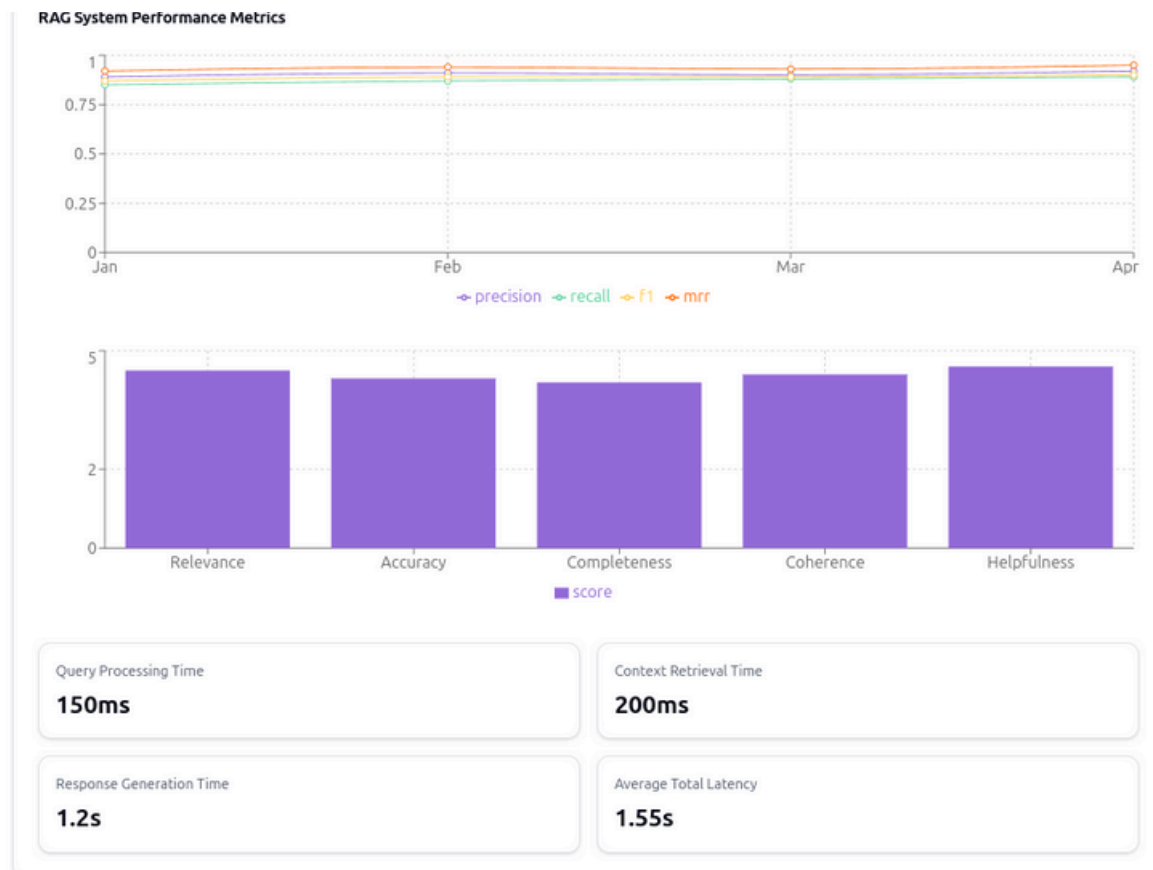 RAG System Performance Metrics
1
0.75
0.5
0.25
0
Jan Feb Mar Apr
precision recall f1 mrr
5
2
0
Relevance Accuracy Completeness Coherence Helpfulness
score
Query Processing Time
150ms
Context Retrieval Time
200ms
Response Generation Time
1.2s
Average Total Latency
1.55s